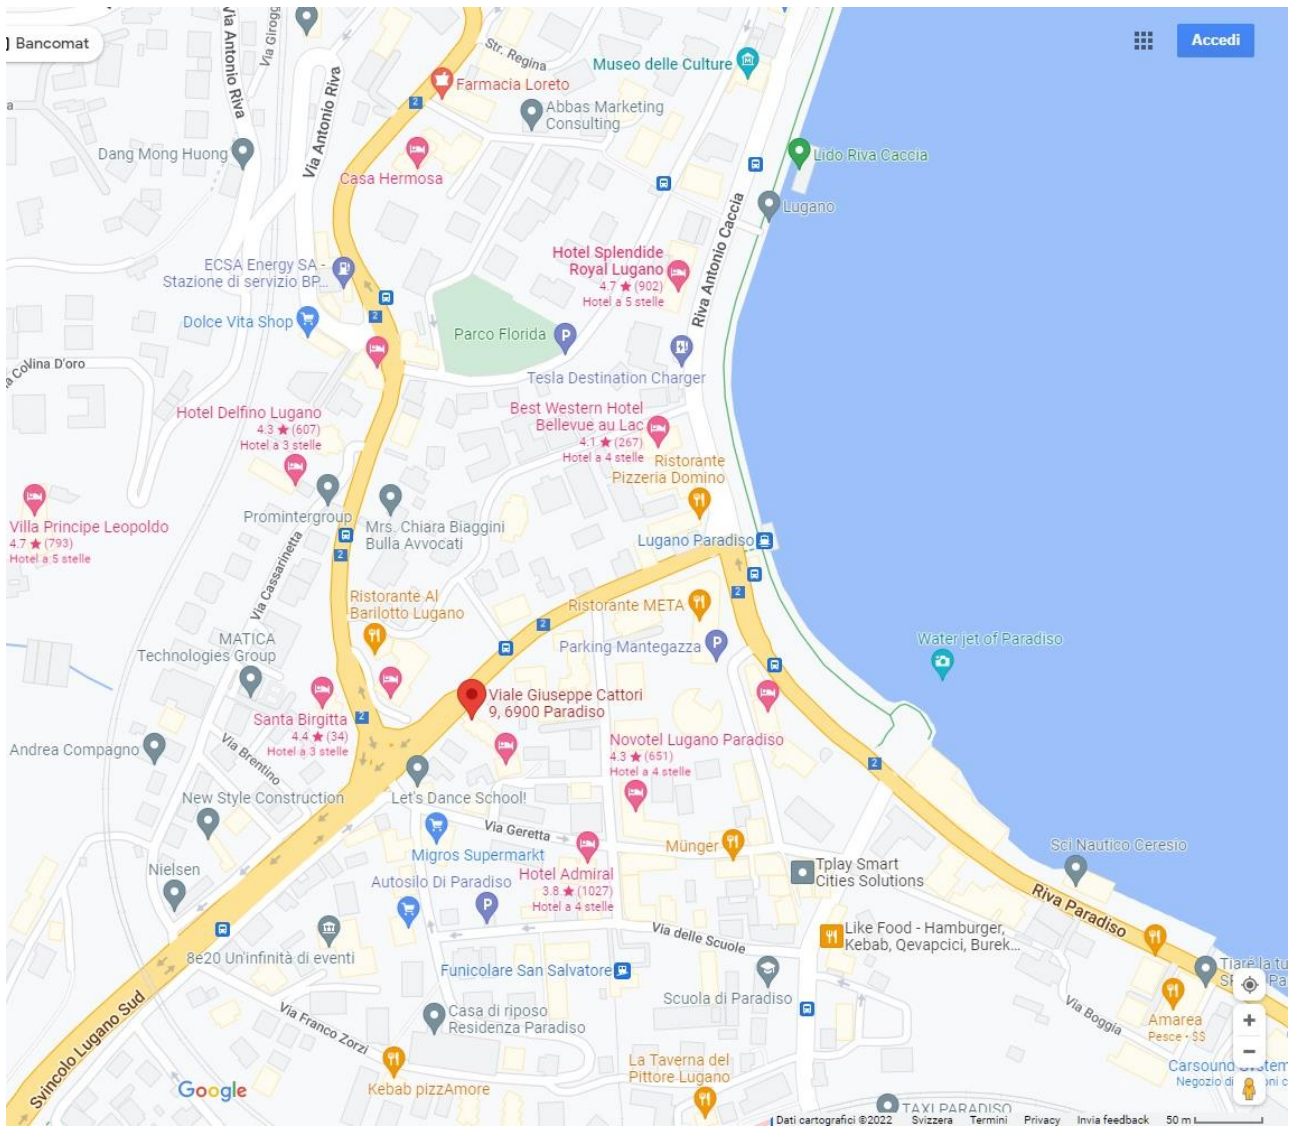 Bancomat
Accedi
Via Antonio Riva
Via Antonio Riva
Str. Regina
Museo delle Culture
Farmacia Loreto
2
Abbas Marketing
Consulting
Dang Mong Huong
Casa Hermosa
Lido Riva Caccia
Lugano
Riva Antonio Caccia
ECSA Energy SA -
Stazione di servizio BP...
Hotel Splendide
Royal Lugano
4.7 ★ (902)
Hotel a 5 stelle
Dolce Vita Shop
2
Parco Florida
P
Tesla Destination Charger
Vina D'oro
Hotel Delfino Lugano
4.3 ★ (607)
Hotel a 3 stelle
Best Western Hotel
Bellevue au Lac
4.1 ★ (267)
Hotel a 4 stelle
Ristorante
Pizzeria Domino
Villa Principe Leopoldo
4.7 ★ (793)
Hotel a 5 stelle
Promintergroup
Mrs. Chiara Biaggini
Bulla Avvocati
Lugano Paradiso
2
Via Cassarinetta
2
Ristorante Al
Barilotto Lugano
Ristorante META
2
MATICA
Technologies Group
Parking Mantegazza
P
Water jet of Paradiso
Viale Giuseppe Cattori
9, 6900 Paradiso
Santa Birgitta
4.4 ★ (34)
Hotel a 3 stelle
2
Novotel Lugano Paradiso
4.3 ★ (651)
Hotel a 4 stelle
Andrea Compagno
Via Brentino
2
New Style Construction
Let's Dance School!
Via Geretta
Migros Supermarkt
Münger
Sci Nautico Ceresio
Nielsen
Autosilo Di Paradiso
P
Hotel Admiral
3.8 ★ (1027)
Hotel a 4 stelle
Tplay Smart
Cities Solutions
Riva Paradiso
8e20 Un'infinità di eventi
Via delle Scuole
Like Food - Hamburger,
Kebab, Qevapcici, Burek...
Funicolare San Salvatore
Scuola di Paradiso
Svincolo Lugano Sud
Via Franco Zorzi
Casa di riposo
Residenza Paradiso
Via Boggia
Amarea
Pesce · $$
Google
Kebab pizzAmore
La Taverna del
Pittore Lugano
Carsound
Negozio di
TAXI PARADISO
Dati cartografici ©2022 Svizzera Termini Privacy Invia feedback 50 m